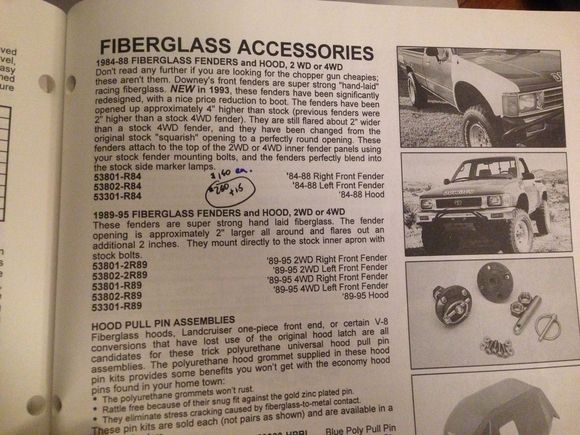 FIBERGLASS ACCESSORIES
1984-88 FIBERGLASS FENDERS and HOOD, 2 WD or 4WD
Don't read any further if you are looking for the chopper gun cheapies;
these aren't them. Downey's front fenders are super strong "hand-laid"
racing fiberglass. NEW in 1993, these fenders have been significantly
redesigned, with a nice price reduction to boot. The fenders have been
opened up approximately 4" higher than stock (previous fenders were
2" higher than a stock 4WD fender). They are still flared about 2" wider
than a stock 4WD fender, and they have been changed from the
original stock "squarish" opening to a perfectly round opening. These
fenders attach to the top of the 2WD or 4WD inner fender panels using
your stock fender mounting bolts, and the fenders perfectly blend into
the stock side marker lamps.
53801-R84 $160 en. '84-88 Right Front Fender
53802-R84 '84-88 Left Front Fender
53301-R84 +15 '84-88 Hood
1989-95 FIBERGLASS FENDERS and HOOD, 2WD or 4WD
These fenders are super strong hand laid fiberglass. The fender
opening is approximately 2" larger all around and flares out an
additional 2 inches. They mount directly to the stock inner apron with
stock bolts.
53801-2R89 '89-95 2WD Right Front Fender
53802-2R89 '89-95 2WD Left Front Fender
53801-R89 '89-95 4WD Right Front Fender
53802-R89 '89-95 4WD Left Front Fender
53301-R89 '89-95 Hood
HOOD PULL PIN ASSEMBLIES
Fiberglass hoods, Landcruiser one-piece front end, or certain V-8
conversions that have lost use of the original hood latch are all
candidates for these trick polyurethane universal hood pull pin
assemblies. The polyurethane hood grommet supplied in these hood
pin kits provides some benefits you won't get with the economy hood
pins found in your home town:
• The polyurethane grommets won't rust.
• Rattle free because of their snug fit against the gold zinc plated pin.
• They eliminate stress cracking caused by fiberglass-to-metal contact.
These pin kits are sold each (not pairs as shown) and are available in a
Blue Poly Pull Pin